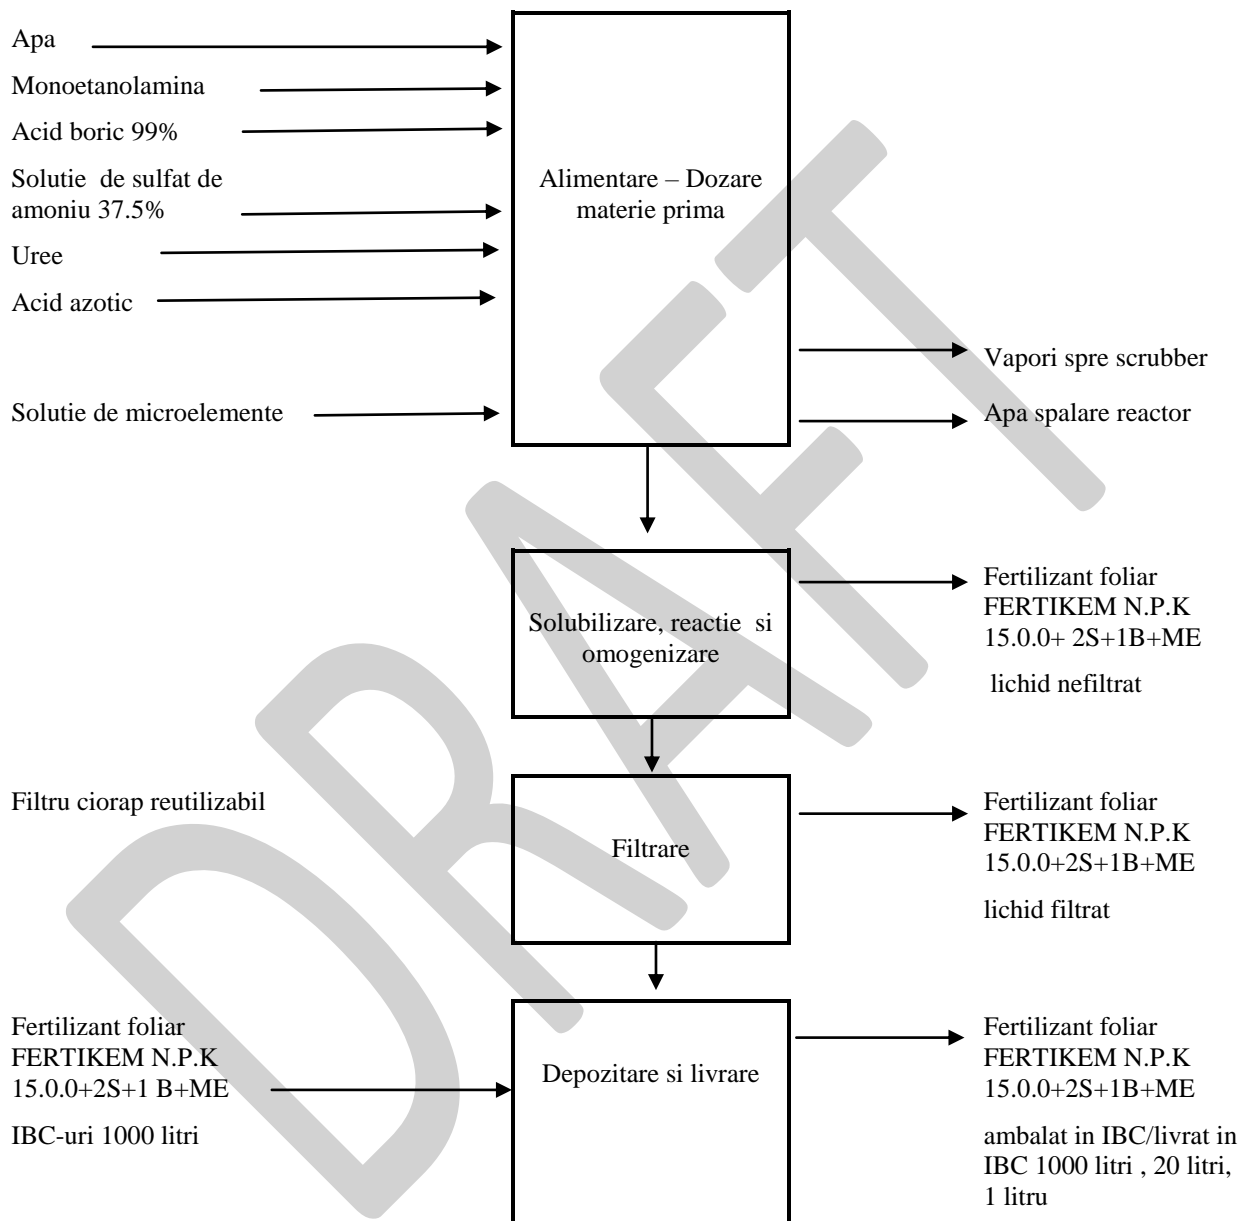 Apa
Monoetanolamina
Acid boric 99%
Solutie de sulfat de
amoniu 37.5%
Uree
Acid azotic
Solutie de microelemente
Alimentare – Dozare
materie prima
Vapori spre scrubber
Apa spalare reactor
Solubilizare, reactie si
omogenizare
Fertilizant foliar
FERTIKEM N.P.K
15.0.0+ 2S+1B+ME
lichid nefiltrat
Filtru ciorap reutilizabil
Filtrare
Fertilizant foliar
FERTIKEM N.P.K
15.0.0+2S+1B+ME
lichid filtrat
Fertilizant foliar
FERTIKEM N.P.K
15.0.0+2S+1 B+ME
IBC-uri 1000 litri
Depozitare si livrare
Fertilizant foliar
FERTIKEM N.P.K
15.0.0+2S+1B+ME
ambalat in IBC/livrat in
IBC 1000 litri , 20 litri,
1 litru
DRAFT